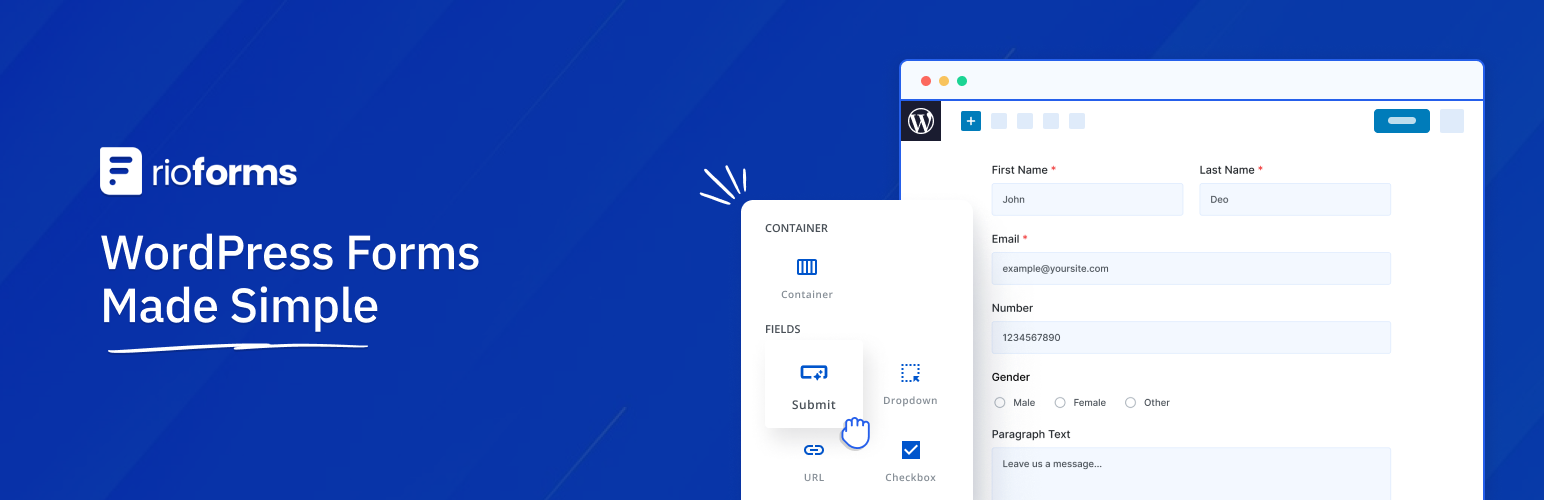 rioforms
WordPress Forms
Made Simple
CONTAINER
Container
FIELDS
Submit
Dropdown
URL
Checkbox
First Name *
Last Name *
John
Deo
Email *
example@yoursite.com
Number
1234567890
Gender
Male
Female
Other
Paragraph Text
Leave us a message...